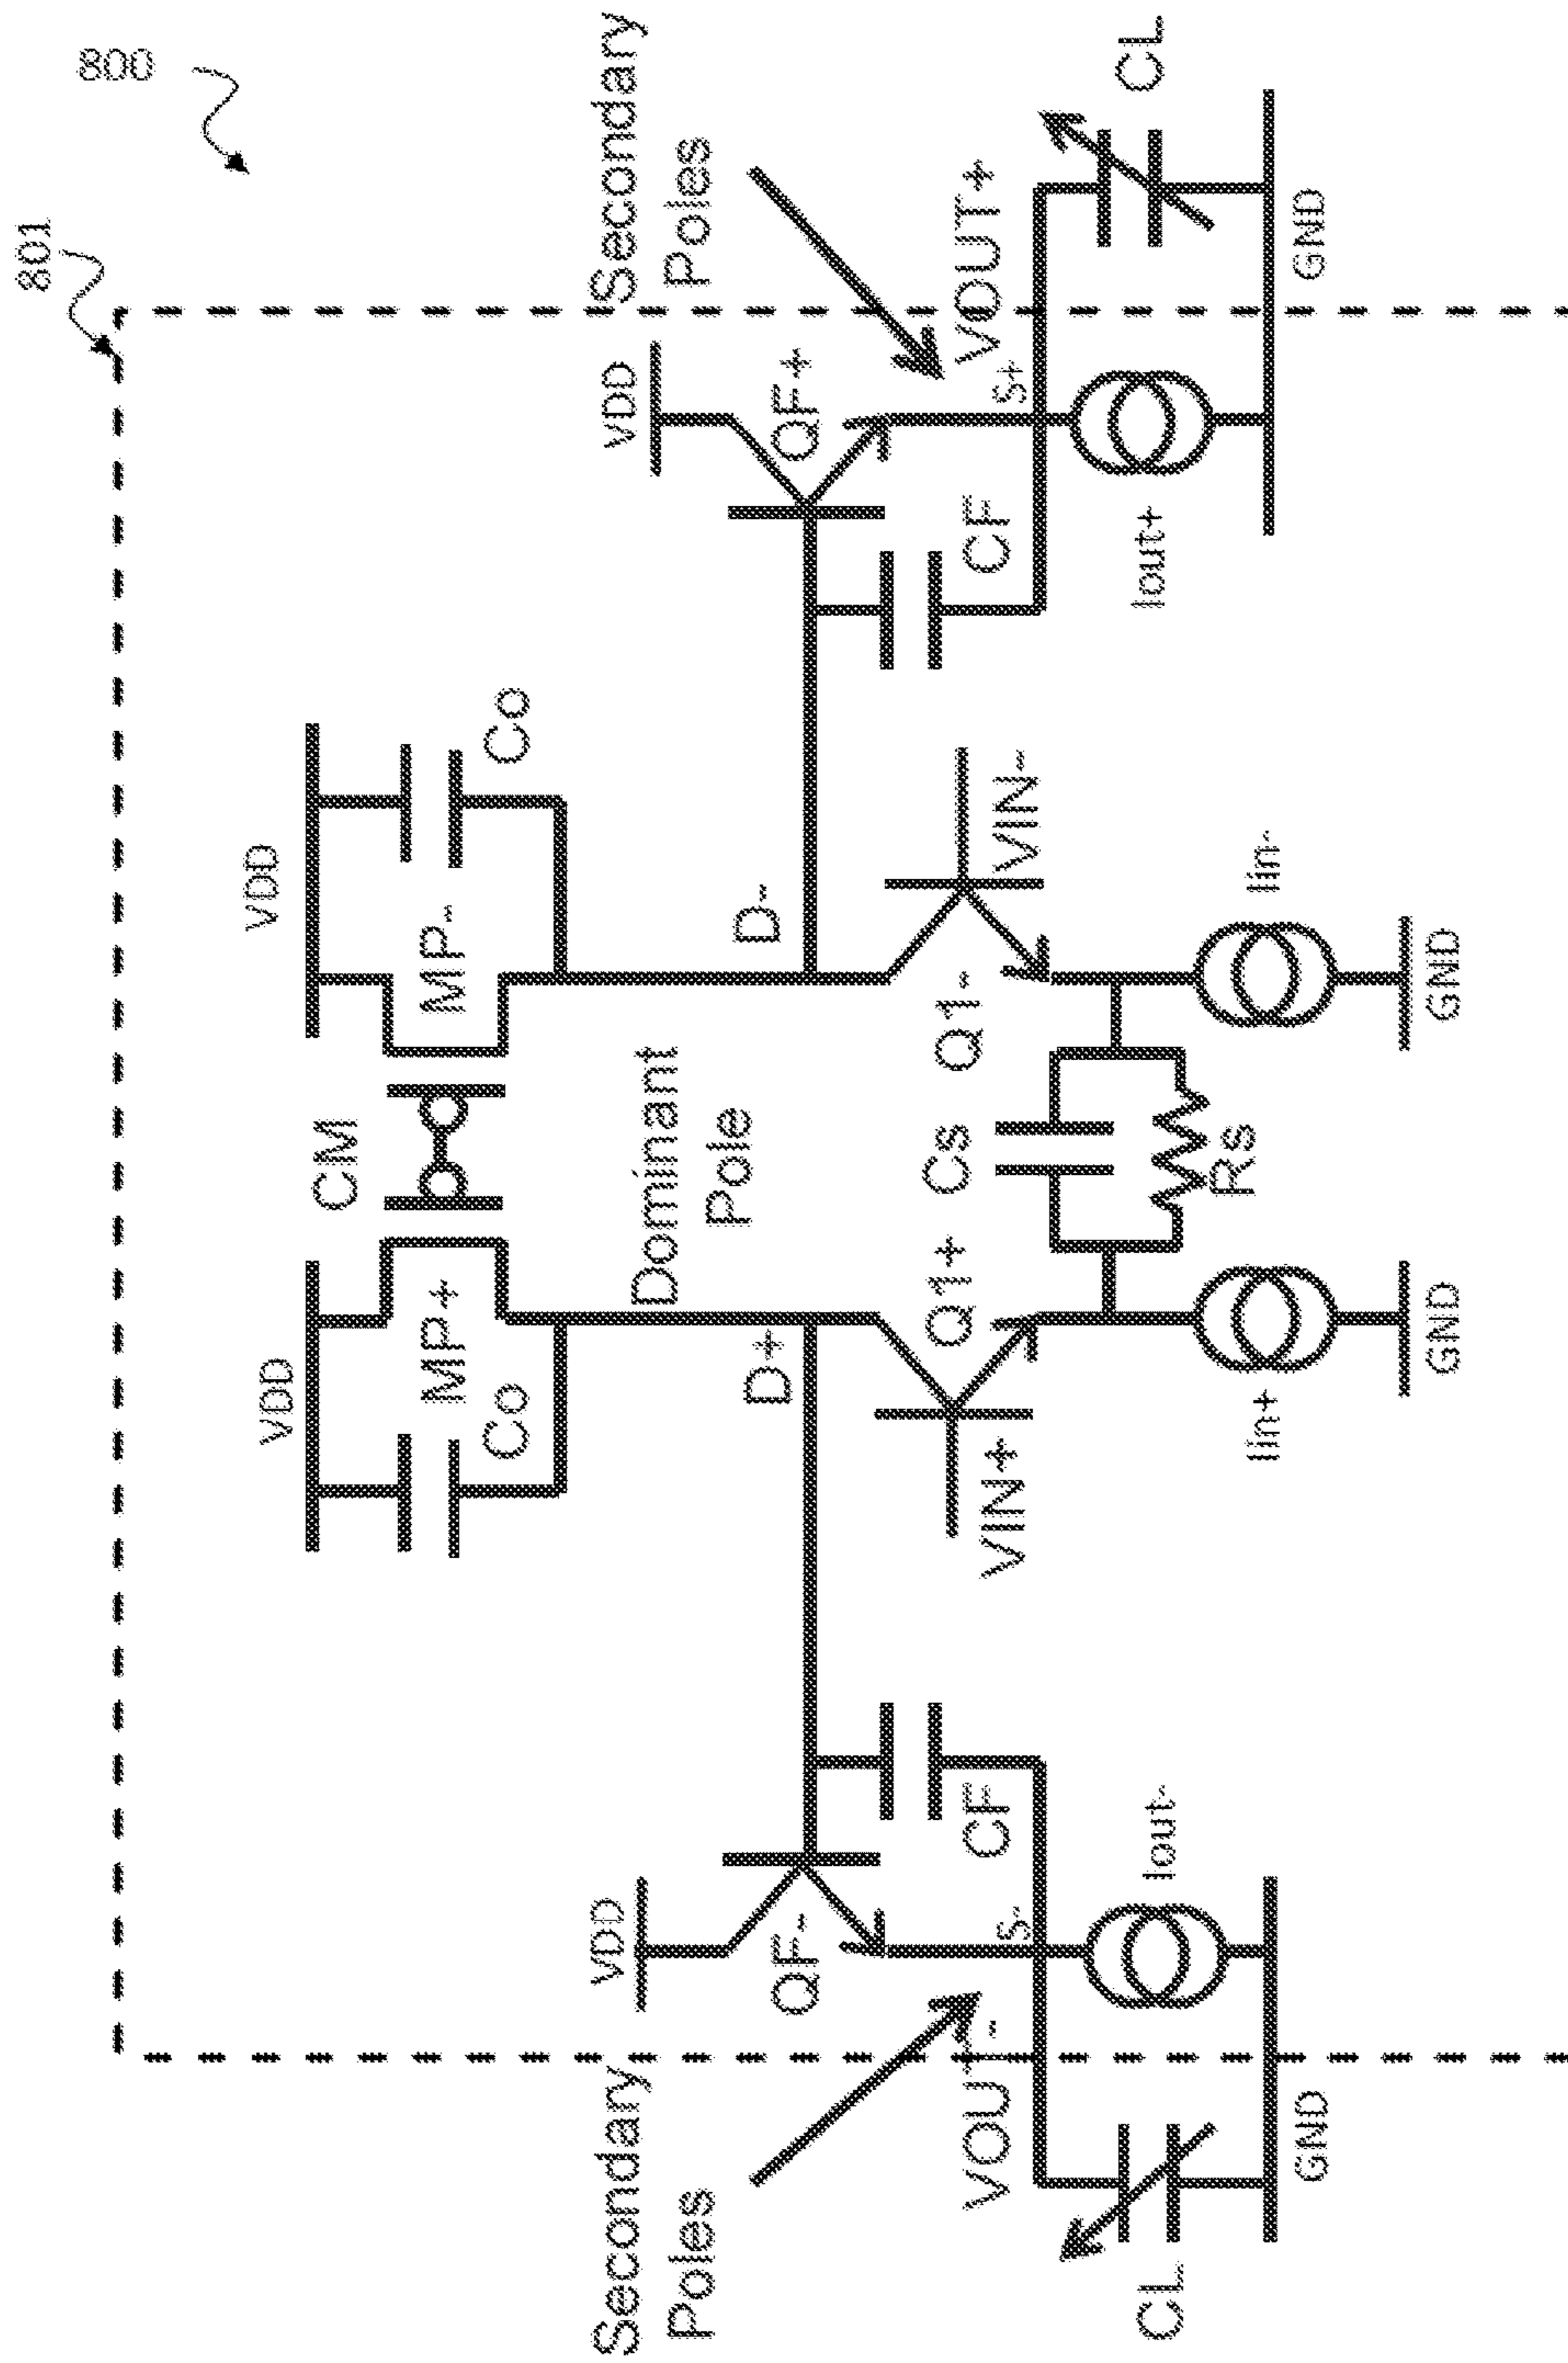 800
801
VDD
VDD
CM
Co
MP+
MP-
Co
VDD
VDD
Secondary
Poles
Dominant
Pole
Secondary
Poles
QF-
D+
D-
QF+
VOUT-
S-
CF
VIN+
Q1+
Cs
Q1-
VIN-
CF
S+
VOUT+
CL
Iout-
Rs
Iout+
CL
GND
Iin+
Iin-
GND
GND
GND